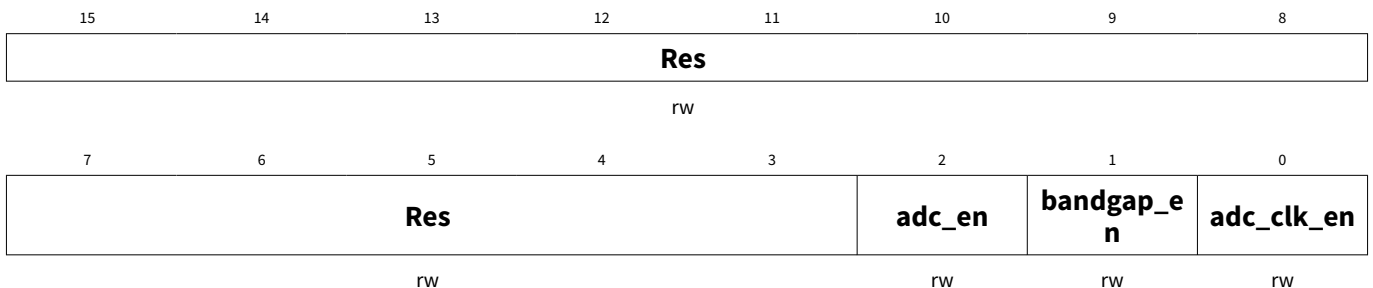 15 14 13 12 11 10 9 8
Res
rw
7 6 5 4 3 2 1 0
Res adc_en bandgap_e
n adc_clk_en
rw rw rw rw